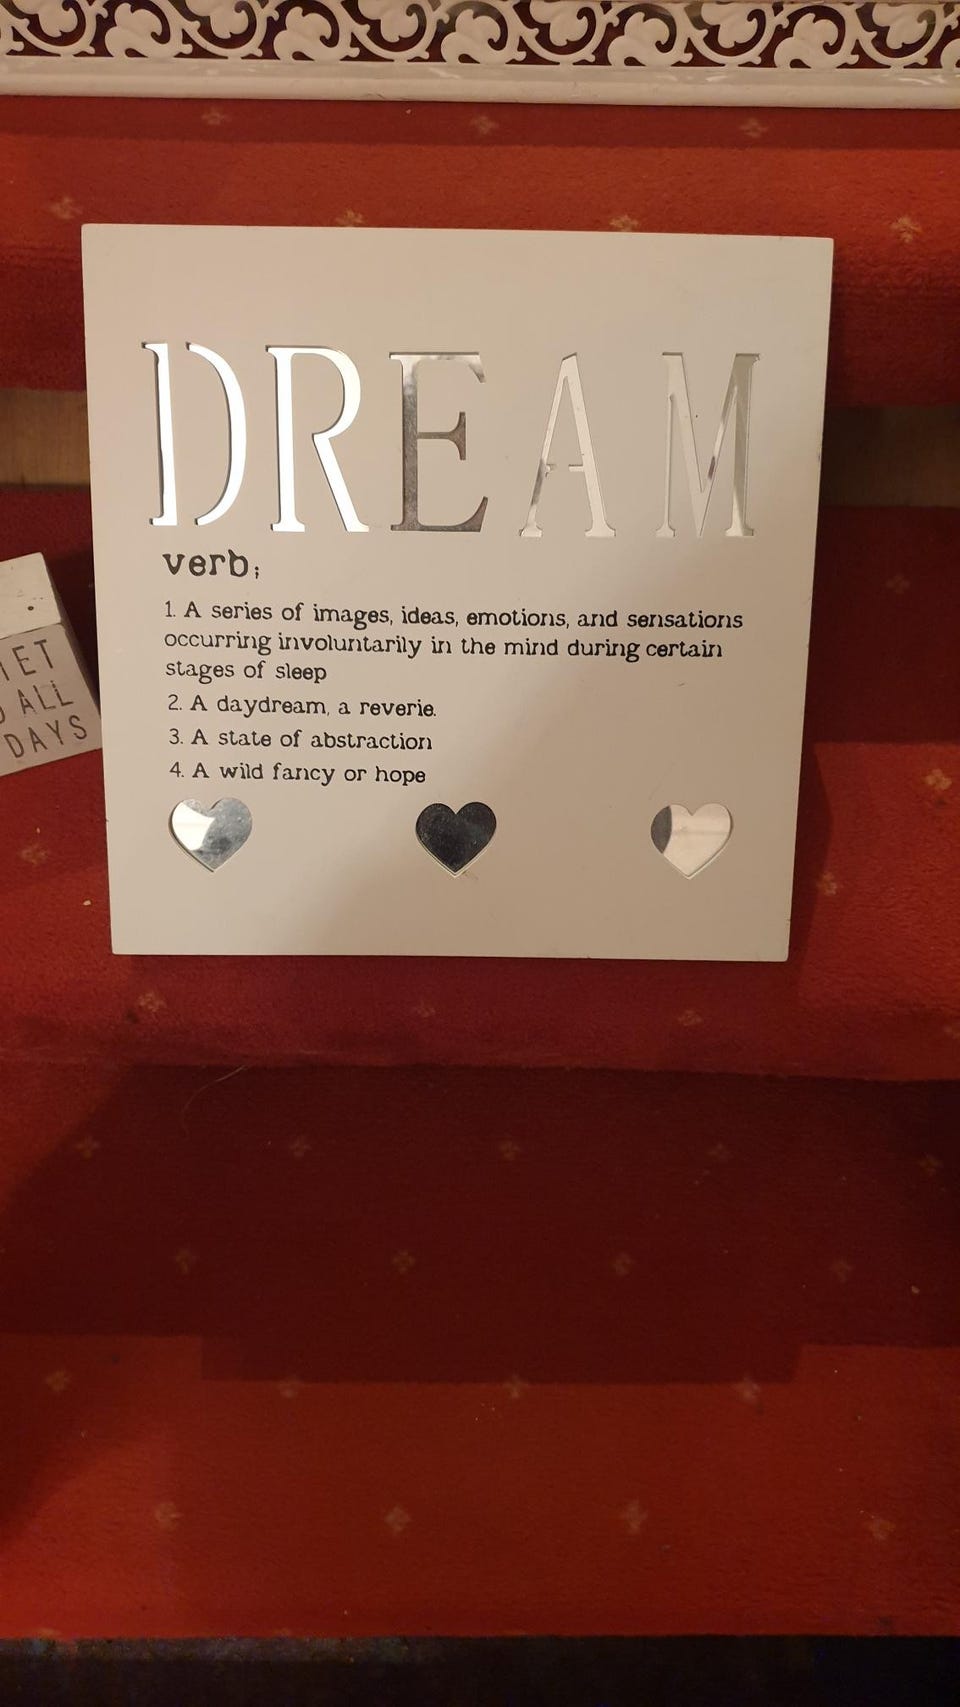 DREAM
verb;
1. A series of images, ideas, emotions, and sensations
occurring involuntarily in the mind during certain
stages of sleep
2. A daydream, a reverie.
3. A state of abstraction
4. A wild fancy or hope
ALL
DAYS